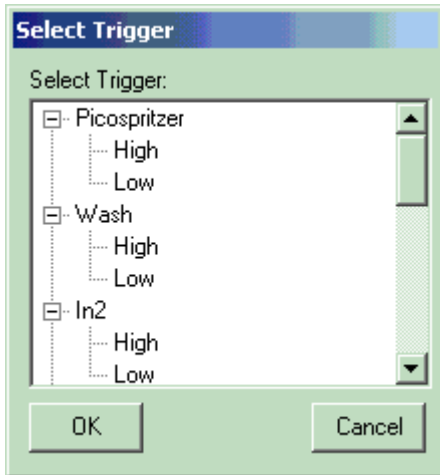 Select Trigger
Select Trigger:
Picospritzer
High
Low
Wash
High
Low
In2
High
Low
OK Cancel